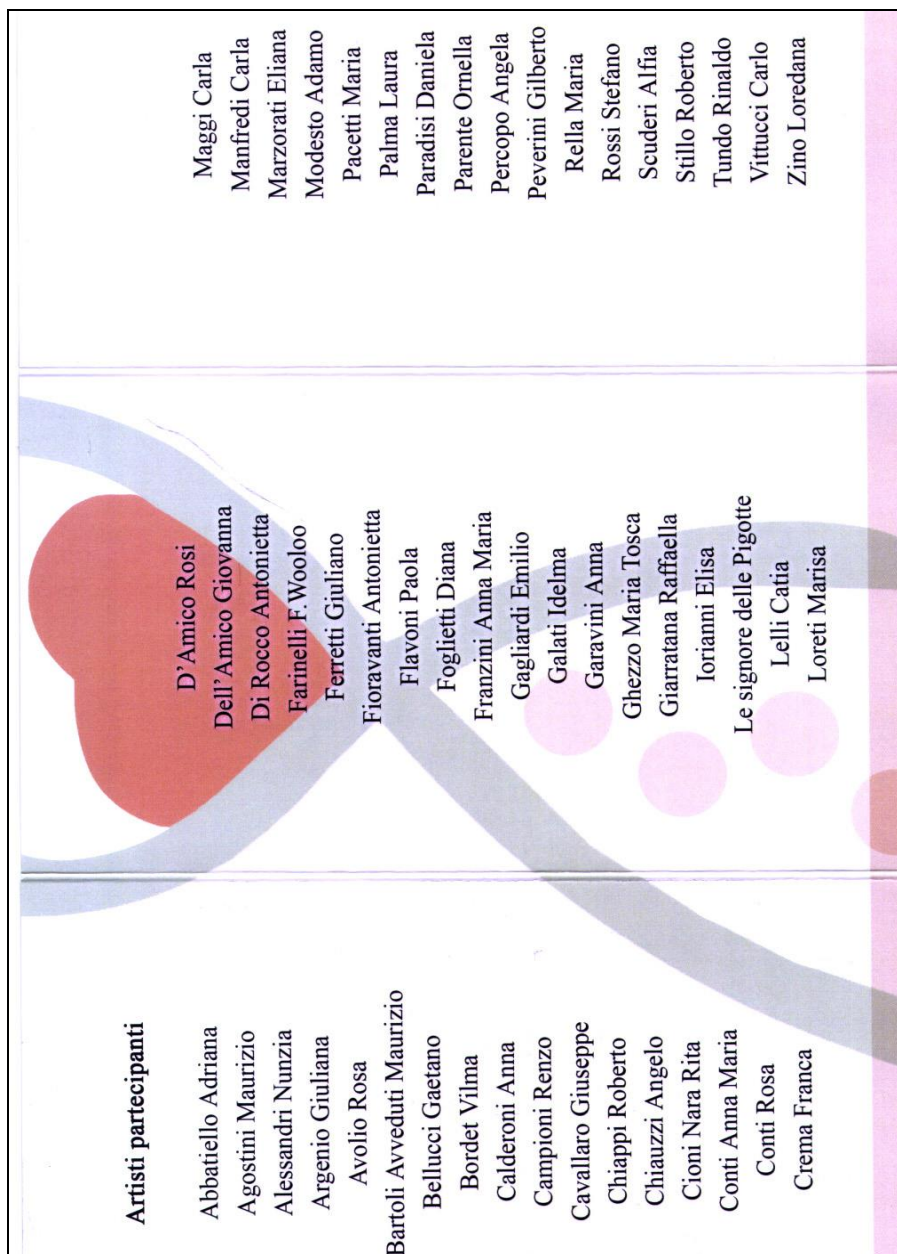 Artisti partecipanti
Abbatiello Adriana
Agostini Maurizio
Alessandri Nunzia
Argenio Giuliana
Avolio Rosa
Bartoli Avveduti Maurizio
Bellucci Gaetano
Bordet Vilma
Calderoni Anna
Campioni Renzo
Cavallaro Giuseppe
Chiappi Roberto
Chiauzzi Angelo
Cioni Nara Rita
Conti Anna Maria
Conti Rosa
Crema Franca
D'Amico Rosi
Dell'Amico Giovanna
Di Rocco Antonietta
Farinelli F.Wooloo
Ferretti Giuliano
Fioravanti Antonietta
Flavoni Paola
Foglietti Diana
Franzini Anna Maria
Gagliardi Emilio
Galati Idelma
Garavini Anna
Ghezzo Maria Tosca
Giarratana Raffaella
Iorianni Elisa
Le signore delle Pigotte
Lelli Catia
Loreti Marisa
Maggi Carla
Manfredi Carla
Marzorati Eliana
Modesto Adamo
Pacetti Maria
Palma Laura
Paradisi Daniela
Parente Ornella
Percopo Angela
Peverini Gilberto
Rella Maria
Rossi Stefano
Scuderi Alfia
Stillo Roberto
Tundo Rinaldo
Vittucci Carlo
Zino Loredana